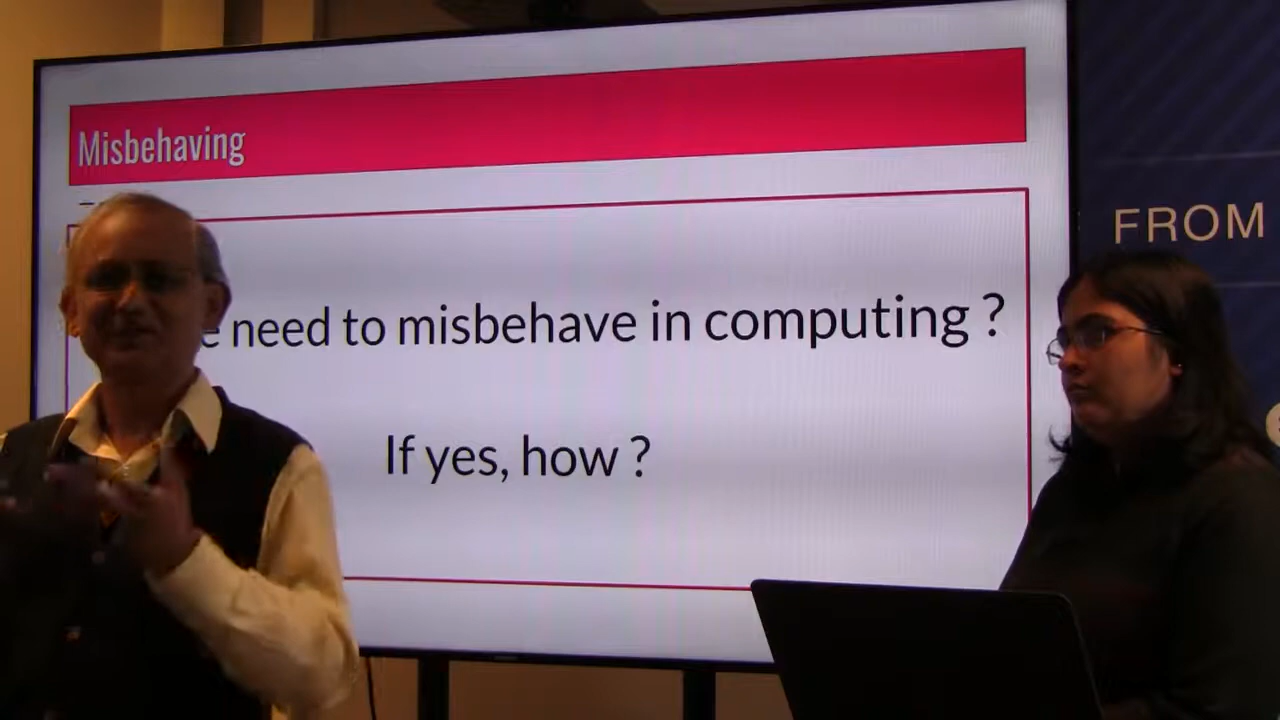 Misbehaving
need to misbehave in computing ?
If yes, how ?
FROM